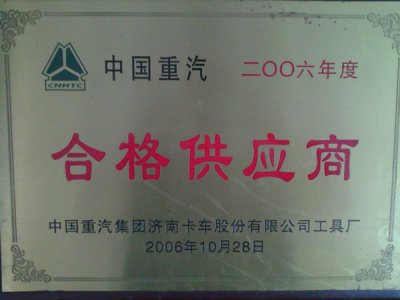 CNHTC
中国重汽 二〇〇六年度
合格供应商
中国重汽集团济南卡车股份有限公司工具厂
2006年10月28日